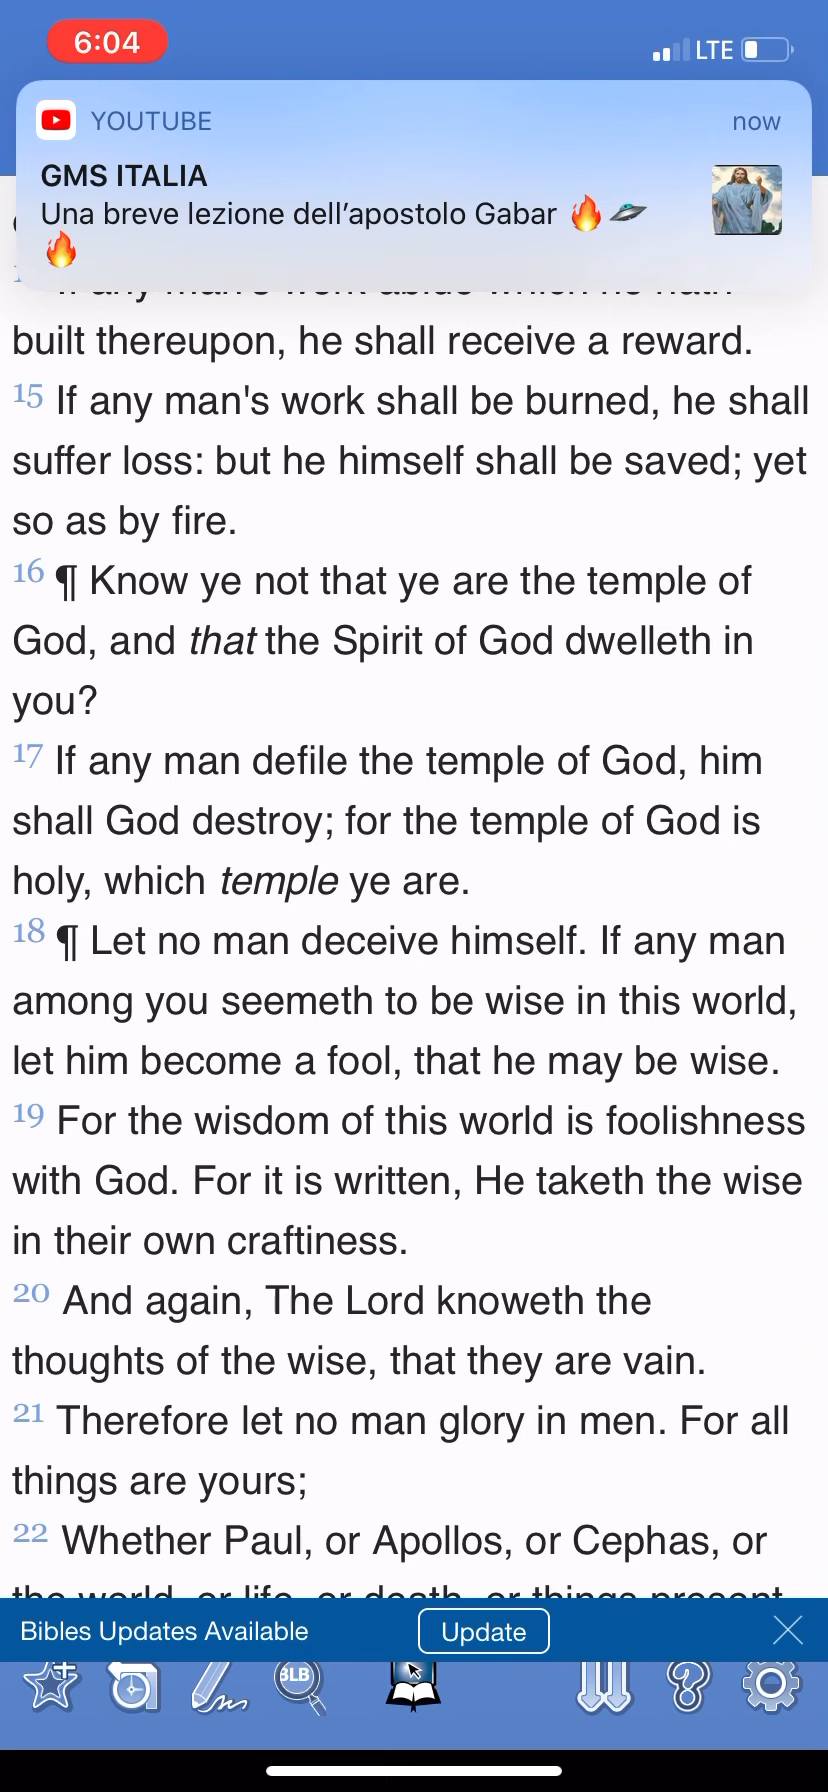 6:04
LTE
YOUTUBE
now
GMS ITALIA
Una breve lezione dell’apostolo Gabar 🔥🛸
🔥
built thereupon, he shall receive a reward.
15 If any man's work shall be burned, he shall
suffer loss: but he himself shall be saved; yet
so as by fire.
16 ¶ Know ye not that ye are the temple of
God, and that the Spirit of God dwelleth in
you?
17 If any man defile the temple of God, him
shall God destroy; for the temple of God is
holy, which temple ye are.
18 ¶ Let no man deceive himself. If any man
among you seemeth to be wise in this world,
let him become a fool, that he may be wise.
19 For the wisdom of this world is foolishness
with God. For it is written, He taketh the wise
in their own craftiness.
20 And again, The Lord knoweth the
thoughts of the wise, that they are vain.
21 Therefore let no man glory in men. For all
things are yours;
22 Whether Paul, or Apollos, or Cephas, or
the world, or life, or death, or things present,
Bibles Updates Available
Update
BLB